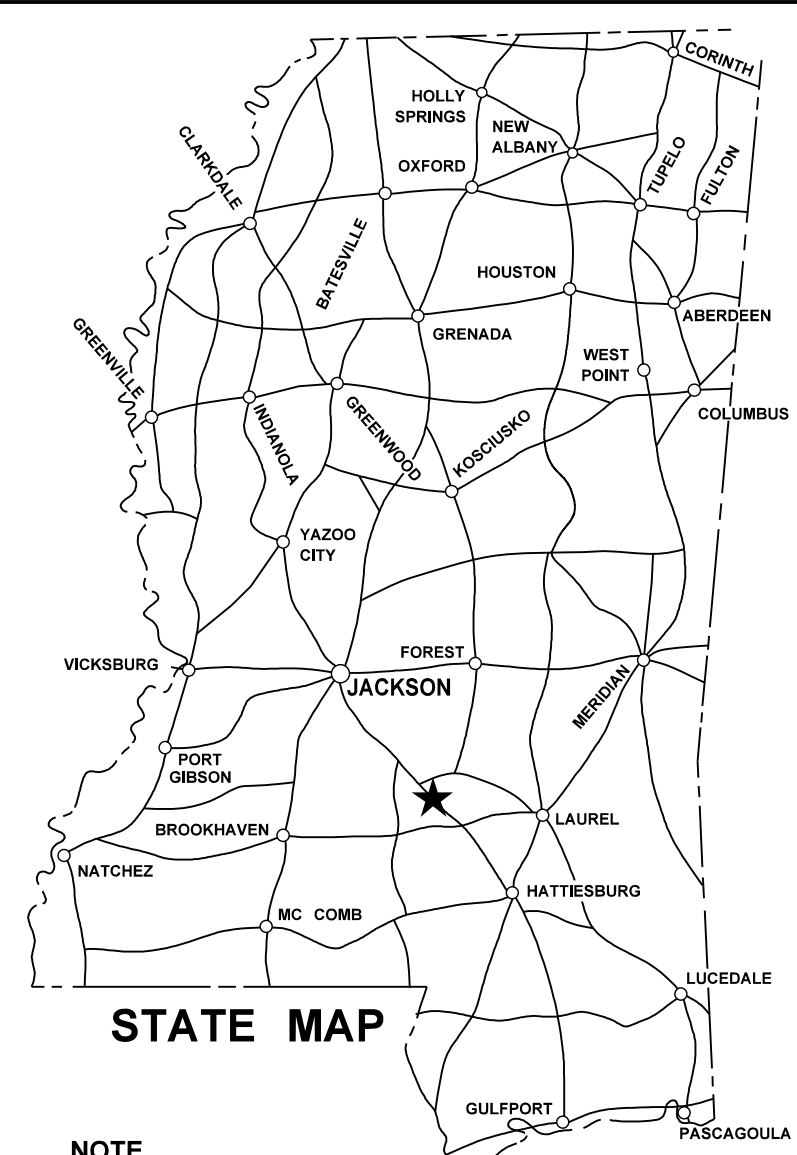 CORINTH
HOLLY
SPRINGS
NEW
ALBANY
CLARKDALE
OXFORD
TUPELO
FULTON
BATESVILLE
HOUSTON
ABERDEEN
GRENADA
GREENVILLE
WEST
POINT
COLUMBUS
INDIANOLA
GREENWOOD
KOSCIUSKO
YAZOO
CITY
VICKSBURG
FOREST
JACKSON
MERIDIAN
PORT
GIBSON
BROOKHAVEN
LAUREL
NATCHEZ
HATTIESBURG
MC COMB
LUCEDALE
STATE MAP
GULFPORT
PASCAGOULA
NOTE